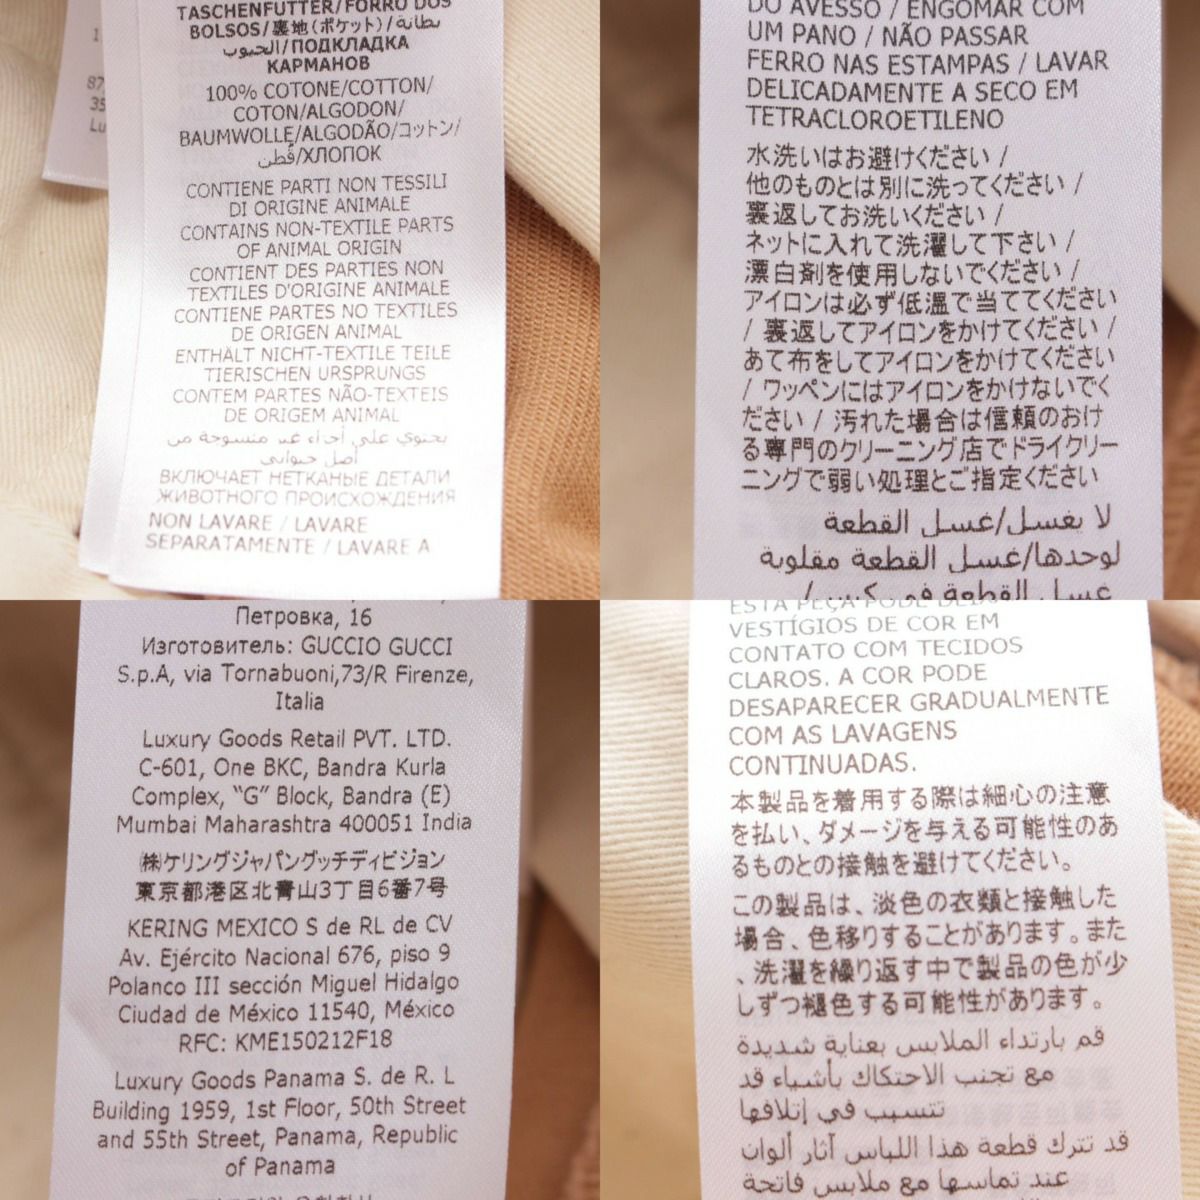 TASCHENFUTTER/FORRO DOS
BOLSOS/裏地(ポケット)/بطانة
الجيوب/ПОДКЛАДКА
КАРМАНОВ
100% COTONE/COTTON/
COTON/ALGODON/
BAUMWOLLE/ALGODÃO/コットン/
قطن/ХЛОПОК
CONTIENE PARTI NON TESSILI
DI ORIGINE ANIMALE
CONTAINS NON-TEXTILE PARTS
OF ANIMAL ORIGIN
CONTIENT DES PARTIES NON
TEXTILES D'ORIGINE ANIMALE
CONTIENE PARTES NO TEXTILES
DE ORIGEN ANIMAL
ENTHÄLT NICHT-TEXTILE TEILE
TIERISCHEN URSPRUNGS
CONTEM PARTES NÃO-TEXTEIS
DE ORIGEM ANIMAL
يحتوي على أجزاء غير منسوجة من
أصل حيواني
ВКЛЮЧАЕТ НЕТКАНЫЕ ДЕТАЛИ
ЖИВОТНОГО ПРОИСХОЖДЕНИЯ
NON LAVARE / LAVARE
SEPARATAMENTE / LAVARE A
1
87
35
Lu
DO AVESSO / ENGOMAR COM
UM PANO / NÃO PASSAR
FERRO NAS ESTAMPAS / LAVAR
DELICADAMENTE A SECO EM
TETRACLOROETILENO
水洗いはお避けください /
他のものとは別に洗ってください /
裏返してお洗いください /
ネットに入れて洗濯して下さい /
漂白剤を使用しないでください /
アイロンは必ず低温で当ててください
/ 裏返してアイロンをかけてください /
あて布をしてアイロンをかけてください
/ ワッペンにはアイロンをかけないでく
ださい / 汚れた場合は信頼のおけ
る専門のクリーニング店でドライクリー
ニングで弱い処理とご指定ください
لا يغسل/غسل القطعة
لوحدها/غسل القطعة مقلوبة
غسل القطعة في كيس/
Петровка, 16
Изготовитель: GUCCIO GUCCI
S.p.A, via Tornabuoni,73/R Firenze,
Italia
Luxury Goods Retail PVT. LTD.
C-601, One BKC, Bandra Kurla
Complex, “G” Block, Bandra (E)
Mumbai Maharashtra 400051 India
㈱ケリングジャパングッチディビジョン
東京都港区北青山3丁目6番7号
KERING MEXICO S de RL de CV
Av. Ejército Nacional 676, piso 9
Polanco III sección Miguel Hidalgo
Ciudad de México 11540, México
RFC: KME150212F18
Luxury Goods Panama S. de R. L
Building 1959, 1st Floor, 50th Street
and 55th Street, Panama, Republic
of Panama
ESTA PEÇA PODE DEIXAR
VESTÍGIOS DE COR EM
CONTATO COM TECIDOS
CLAROS. A COR PODE
DESAPARECER GRADUALMENTE
COM AS LAVAGENS
CONTINUADAS.
本製品を着用する際は細心の注意
を払い、ダメージを与える可能性のあ
るものとの接触を避けてください。
この製品は、淡色の衣類と接触した
場合、色移りすることがあります。また
、洗濯を繰り返す中で製品の色が少
しずつ褪色する可能性があります。
قم بارتداء الملابس بعناية شديدة
مع تجنب الاحتكاك بأشياء قد
تتسبب في إتلافها
قد تترك قطعة هذا اللباس آثار ألوان
عند تماسها مع ملابس فاتحة